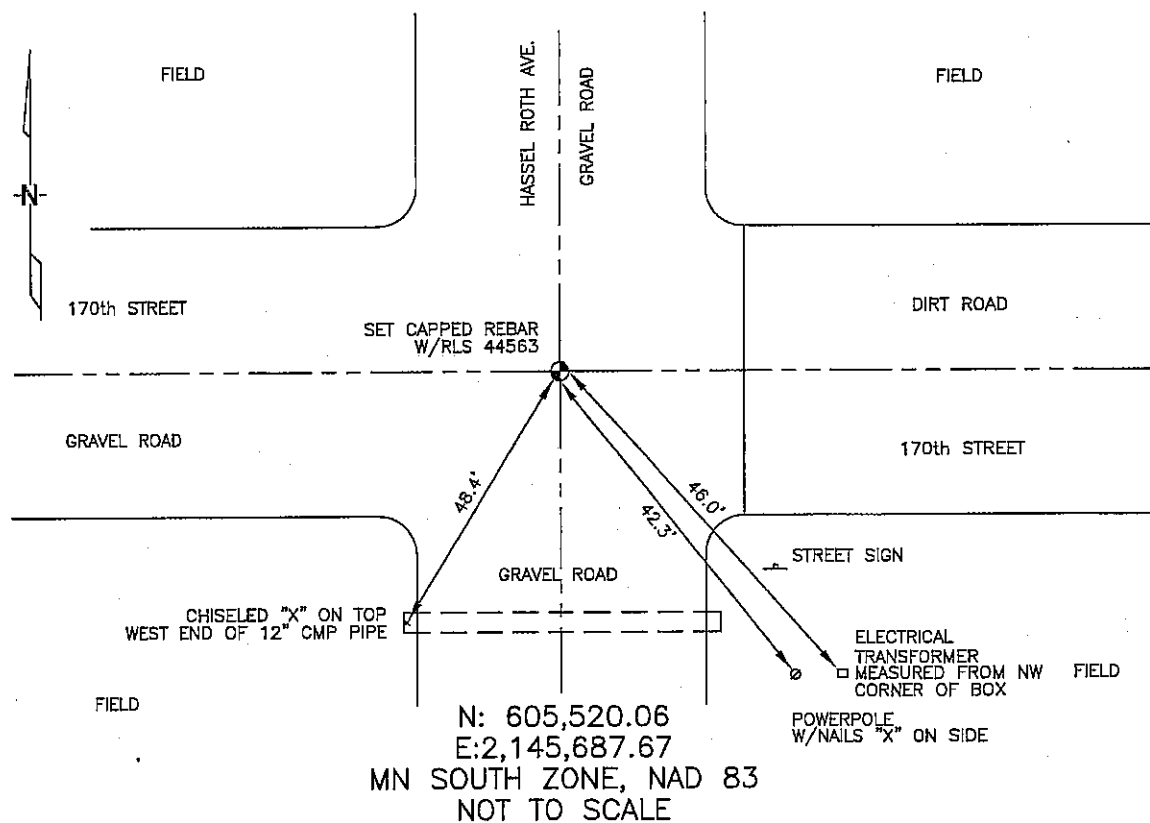 FIELD
HASSEL ROTH AVE.
GRAVEL ROAD
FIELD
N
170th STREET
DIRT ROAD
SET CAPPED REBAR
W/RLS 44563
GRAVEL ROAD
170th STREET
48.4'
46.0'
42.3'
STREET SIGN
GRAVEL ROAD
CHISELED "X" ON TOP
WEST END OF 12" CMP PIPE
ELECTRICAL
TRANSFORMER
MEASURED FROM NW
CORNER OF BOX
FIELD
FIELD
POWERPOLE
W/NAILS "X" ON SIDE
N: 605,520.06
E:2,145,687.67
MN SOUTH ZONE, NAD 83
NOT TO SCALE